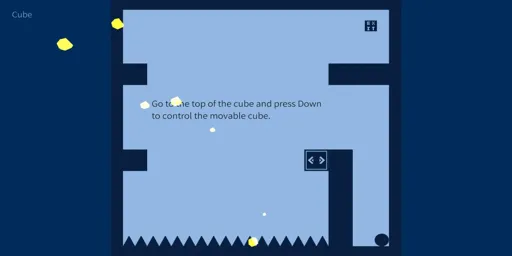 Cube
Go to the top of the cube and press Down
to control the movable cube.